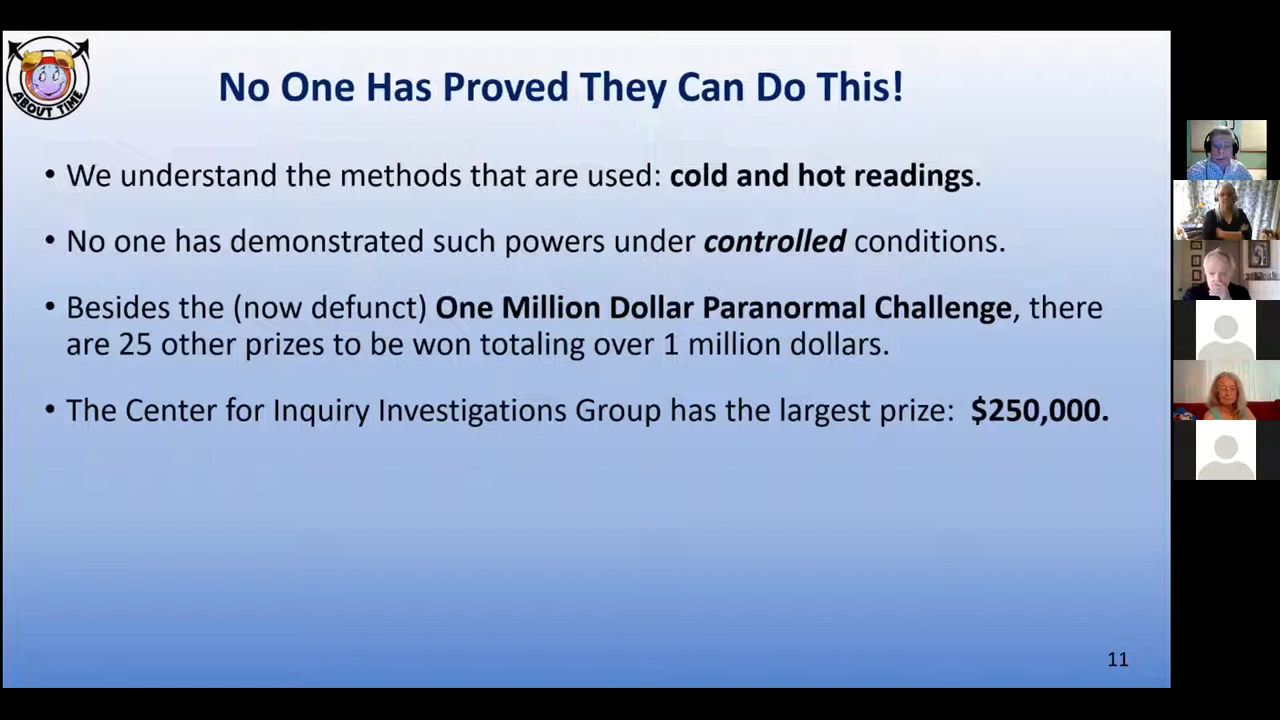 ABOUT TIME
No One Has Proved They Can Do This!
• We understand the methods that are used: cold and hot readings.
• No one has demonstrated such powers under controlled conditions.
• Besides the (now defunct) One Million Dollar Paranormal Challenge, there
are 25 other prizes to be won totaling over 1 million dollars.
• The Center for Inquiry Investigations Group has the largest prize:  $250,000.
11